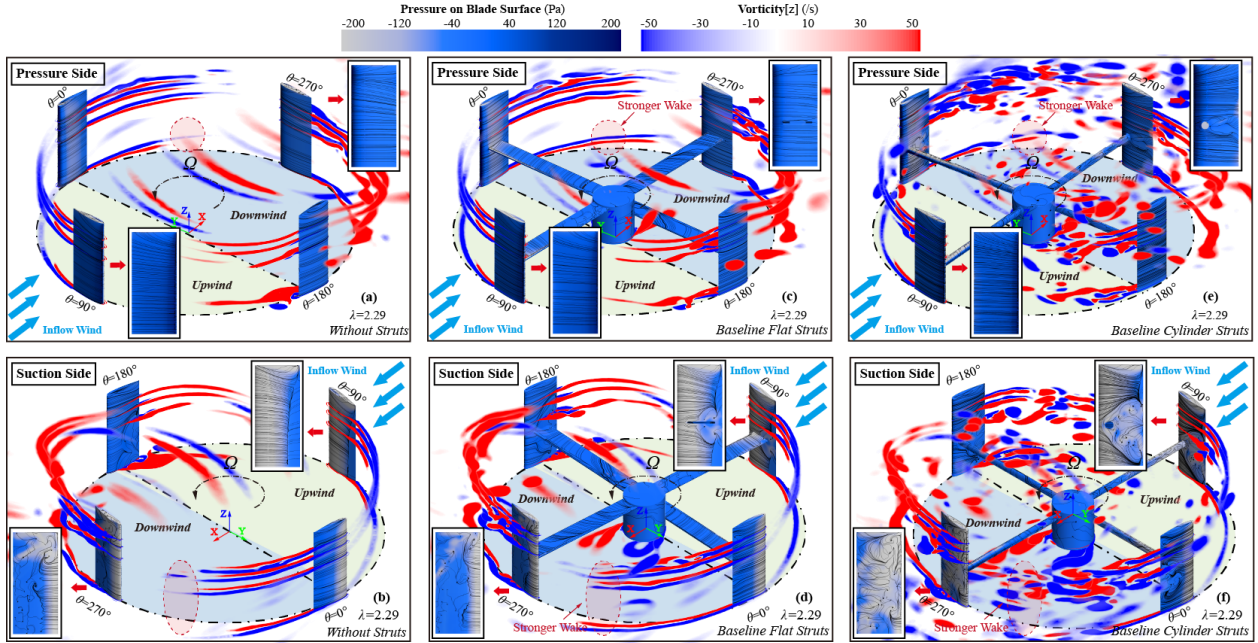 Pressure on Blade Surface (Pa)
-200 -120 -40 40 120 200
Vorticity[z] (/s)
-50 -30 -10 10 30 50
Pressure Side
θ=0°
θ=270°
Ω
Downwind
Z
Y
X
Upwind
θ=90°
θ=180°
Inflow Wind
(a)
λ=2.29
Without Struts
Pressure Side
θ=0°
Stronger Wake
θ=270°
Ω
Downwind
Z
Y
X
Upwind
θ=90°
θ=180°
Inflow Wind
(c)
λ=2.29
Baseline Flat Struts
Pressure Side
θ=0°
Stronger Wake
θ=270°
Ω
Downwind
Z
Y
X
Upwind
θ=90°
θ=180°
Inflow Wind
(e)
λ=2.29
Baseline Cylinder Struts
Suction Side
θ=180°
Inflow Wind
θ=90°
Ω
Upwind
Downwind
Z
X
Y
θ=270°
θ=0°
(b)
λ=2.29
Without Struts
Suction Side
θ=180°
Inflow Wind
θ=90°
Ω
Upwind
Downwind
Z
X
Y
θ=270°
Stronger Wake
θ=0°
(d)
λ=2.29
Baseline Flat Struts
Suction Side
θ=180°
Inflow Wind
θ=90°
Ω
Upwind
Downwind
Z
X
Y
θ=270°
Stronger Wake
θ=0°
(f)
λ=2.29
Baseline Cylinder Struts